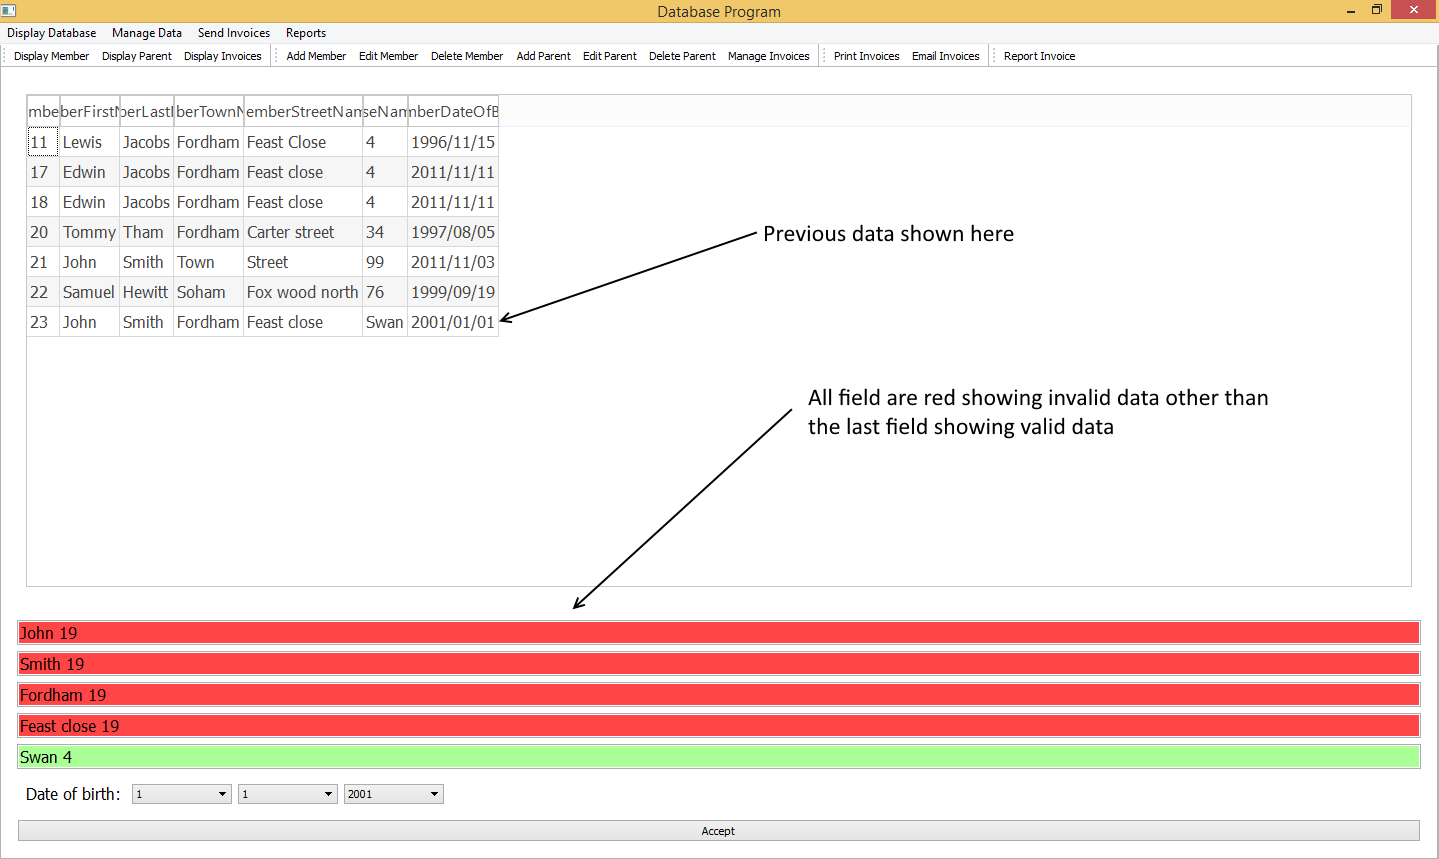 Database Program
Display Database Manage Data Send Invoices Reports
Display Member Display Parent Display Invoices Add Member Edit Member Delete Member Add Parent Edit Parent Delete Parent Manage Invoices Print Invoices Email Invoices Report Invoice
mbe berFirstN berLastI berTownN emberStreetNam seNam mberDateOfB
11 Lewis Jacobs Fordham Feast Close 4 1996/11/15
17 Edwin Jacobs Fordham Feast close 4 2011/11/11
18 Edwin Jacobs Fordham Feast close 4 2011/11/11
20 Tommy Tham Fordham Carter street 34 1997/08/05
21 John Smith Town Street 99 2011/11/03
22 Samuel Hewitt Soham Fox wood north 76 1999/09/19
23 John Smith Fordham Feast close Swan 2001/01/01
Previous data shown here
All field are red showing invalid data other than
the last field showing valid data
John 19
Smith 19
Fordham 19
Feast close 19
Swan 4
Date of birth: 1 1 2001
Accept